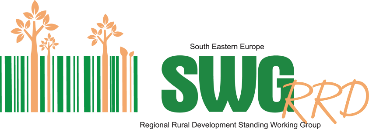 South Eastern Europe
SWG
RRD
Regional Rural Development Standing Working Group